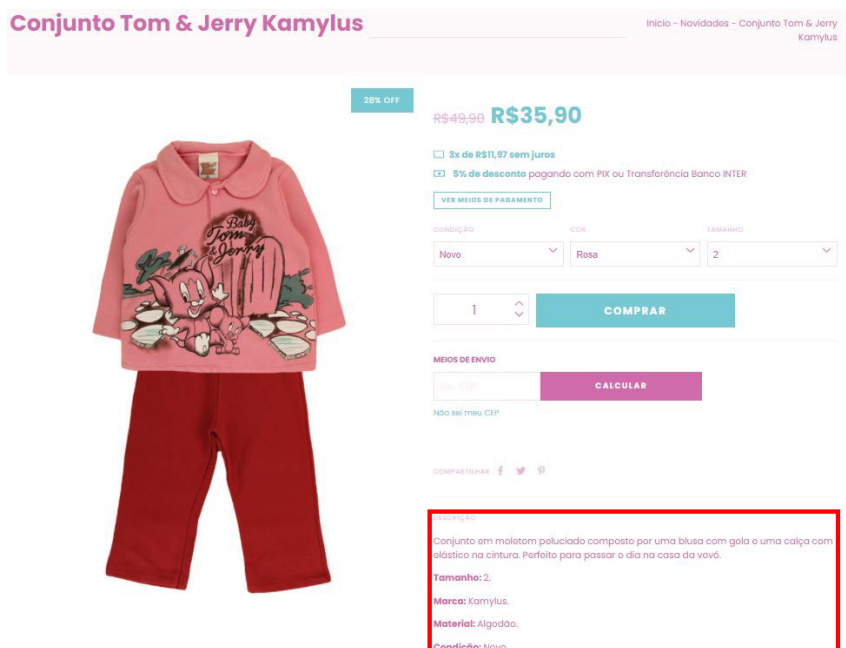 Conjunto Tom & Jerry Kamylus
Início - Novidades - Conjunto Tom & Jerry
Kamylus
28% OFF
R$49,90 R$35,90
3x de R$11,97 sem juros
5% de desconto pagando com PIX ou Transferência Banco INTER
VER MEIOS DE PAGAMENTO
CONDIÇÃO COR TAMANHO
Novo Rosa 2
1 COMPRAR
MEIOS DE ENVIO
Seu CEP CALCULAR
Não sei meu CEP
COMPARTILHAR
DESCRIÇÃO
Conjunto em moletom peluciado composto por uma blusa com gola e uma calça com
elástico na cintura. Perfeito para passar o dia na casa da vovó.
Tamanho: 2.
Marca: Kamylus.
Material: Algodão.
Condição: Novo.
Baby
Tom
& Jerry